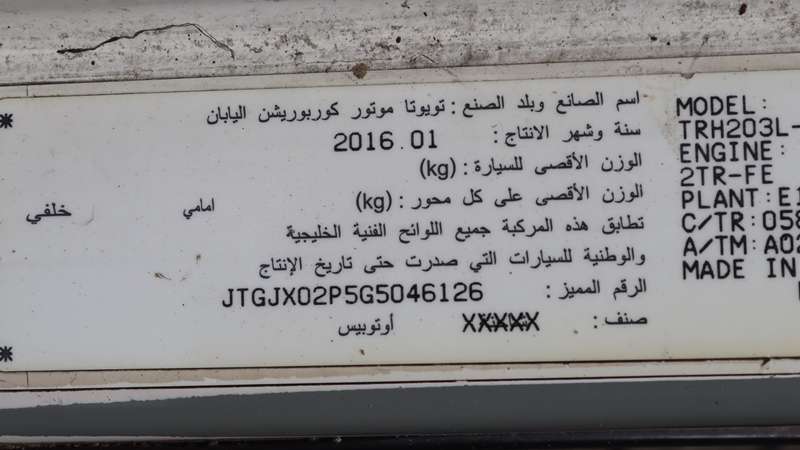 اسم الصانع وبلد الصنع : تويوتا موتور كوربوريشن اليابان
سنة وشهر الانتاج : 2016.01
الوزن الأقصى للسيارة : (kg)
الوزن الأقصى على كل محور : (kg) امامي خلفي
تطابق هذه المركبة جميع اللوائح الفنية الخليجية
والوطنية للسيارات التي صدرت حتى تاريخ الإنتاج
الرقم المميز : JTGJX02P5G5046126
صنف : XXXXX أوتوبيس
MODEL:
TRH203L-
ENGINE:
2TR-FE
PLANT:E1
C/TR:058
A/TM:A02
MADE IN